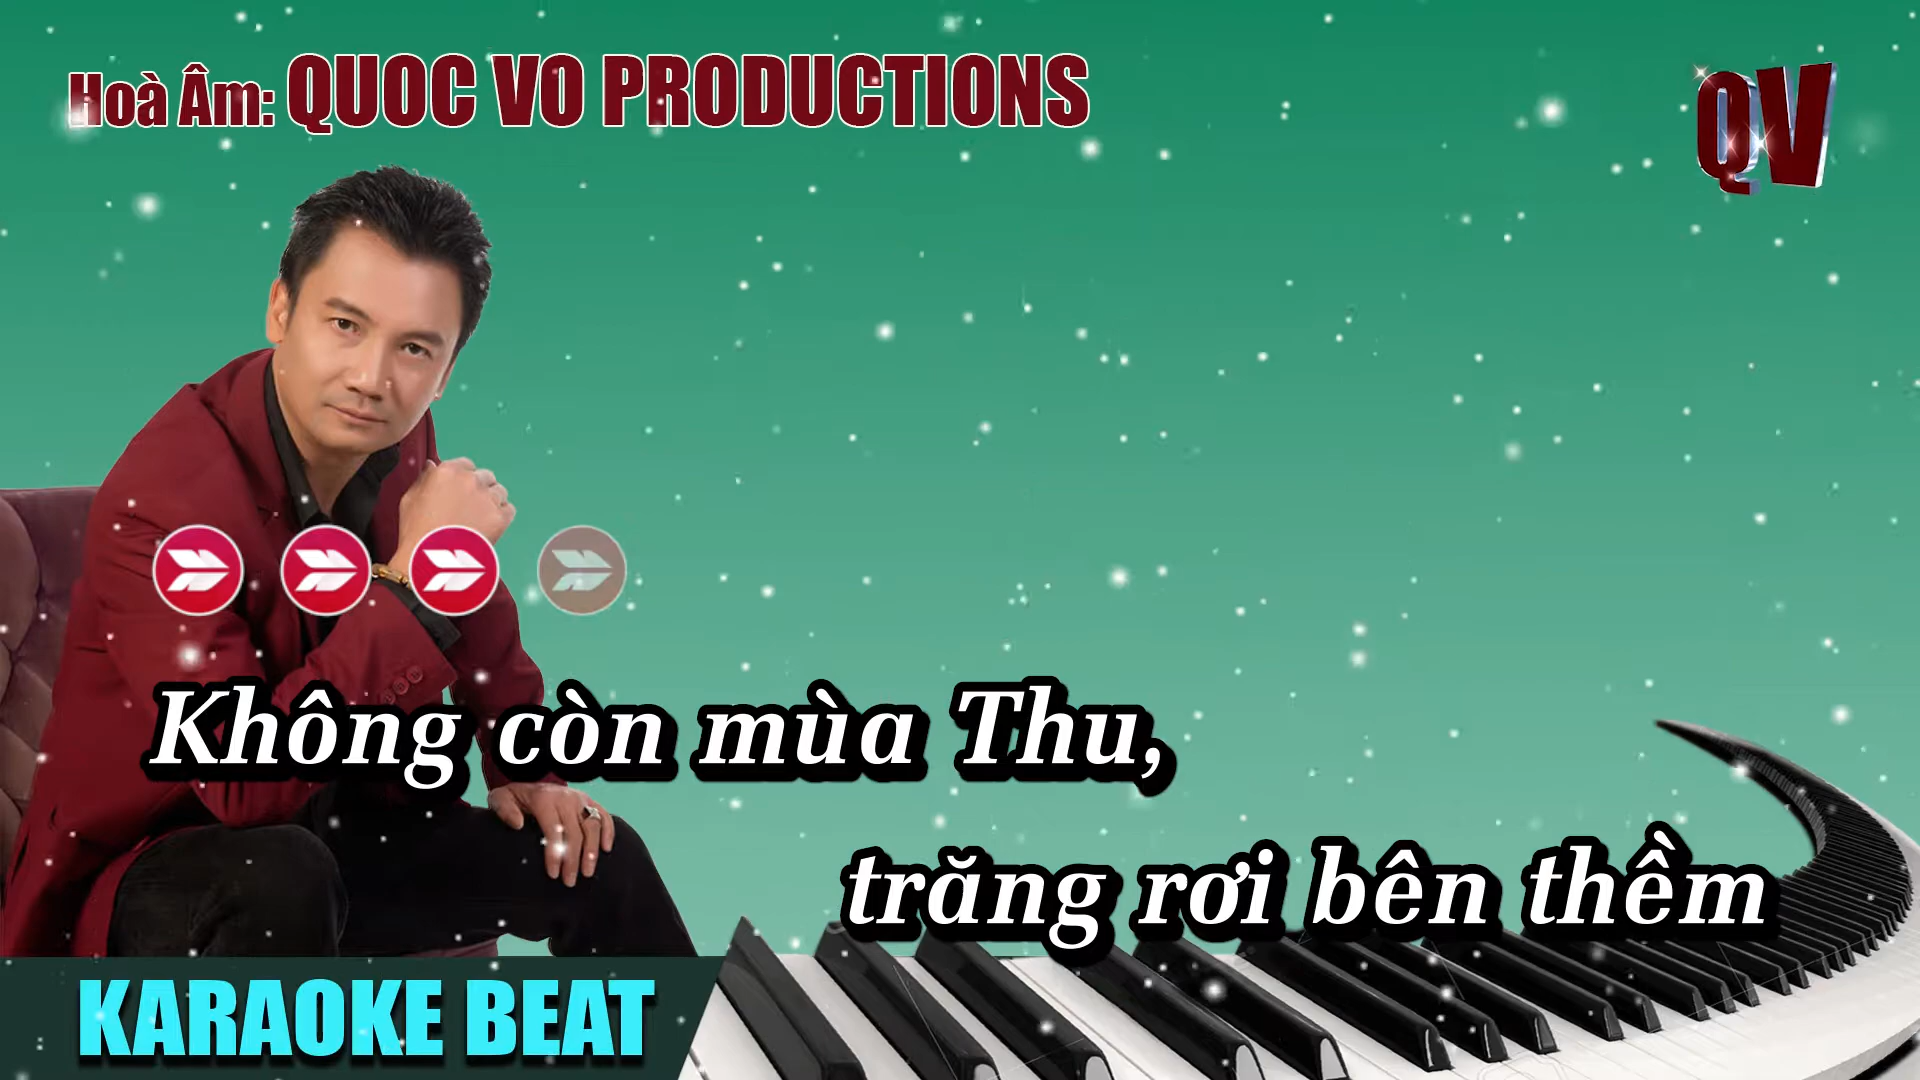 Hoà Âm: QUOC VO PRODUCTIONS
QV
Không còn mùa Thu,
trăng rơi bên thềm
KARAOKE BEAT